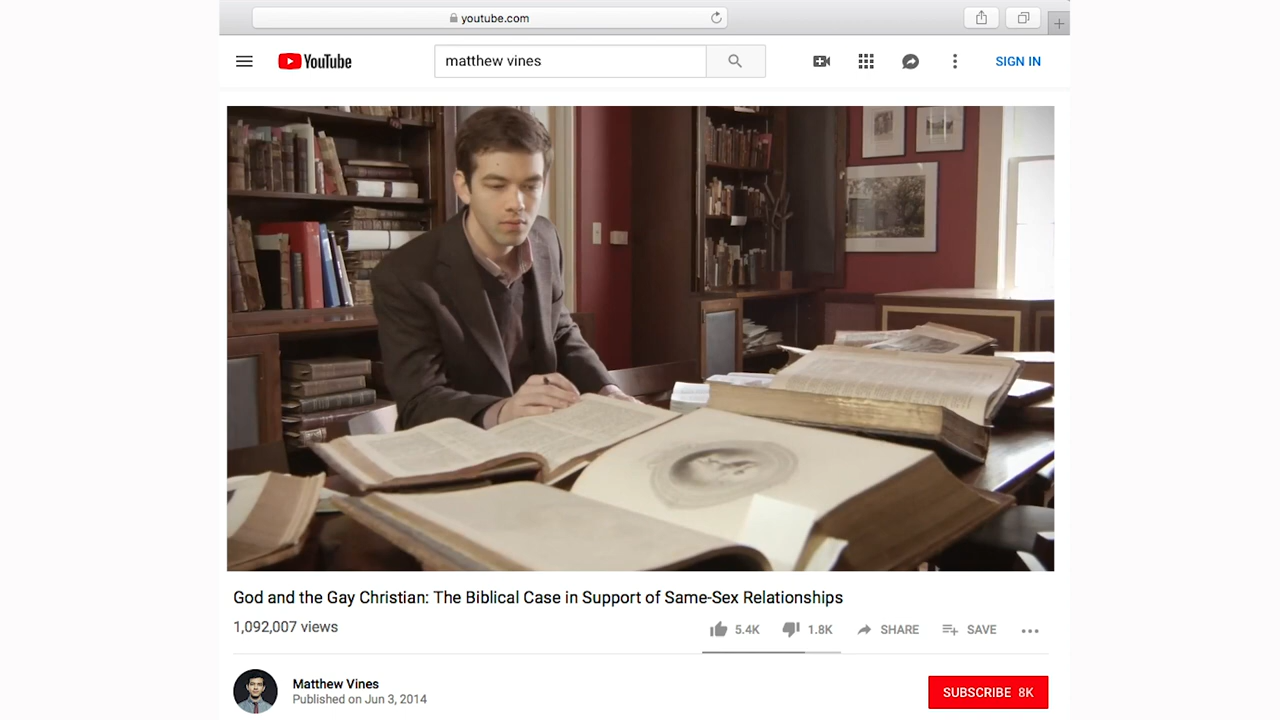 youtube.com
YouTube
matthew vines
SIGN IN
God and the Gay Christian: The Biblical Case in Support of Same-Sex Relationships
1,092,007 views
5.4K 1.8K SHARE SAVE
Matthew Vines
Published on Jun 3, 2014
SUBSCRIBE 8K